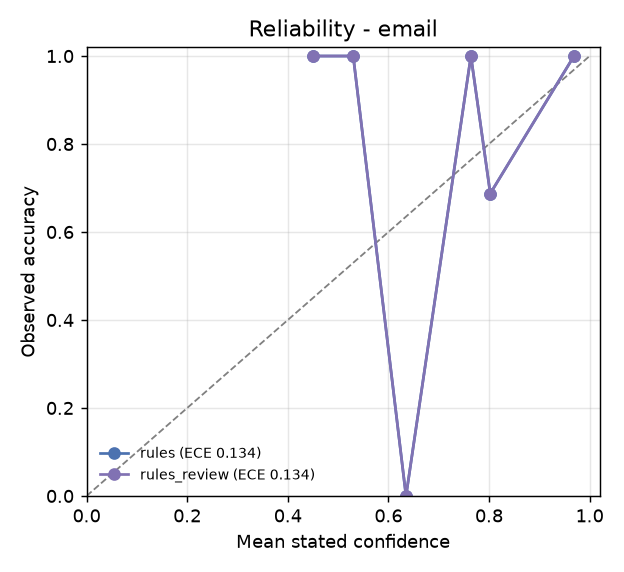 Reliability - email
1.0
0.8
0.6
0.4
0.2
0.0
Observed accuracy
rules (ECE 0.134)
rules_review (ECE 0.134)
0.0 0.2 0.4 0.6 0.8 1.0
Mean stated confidence